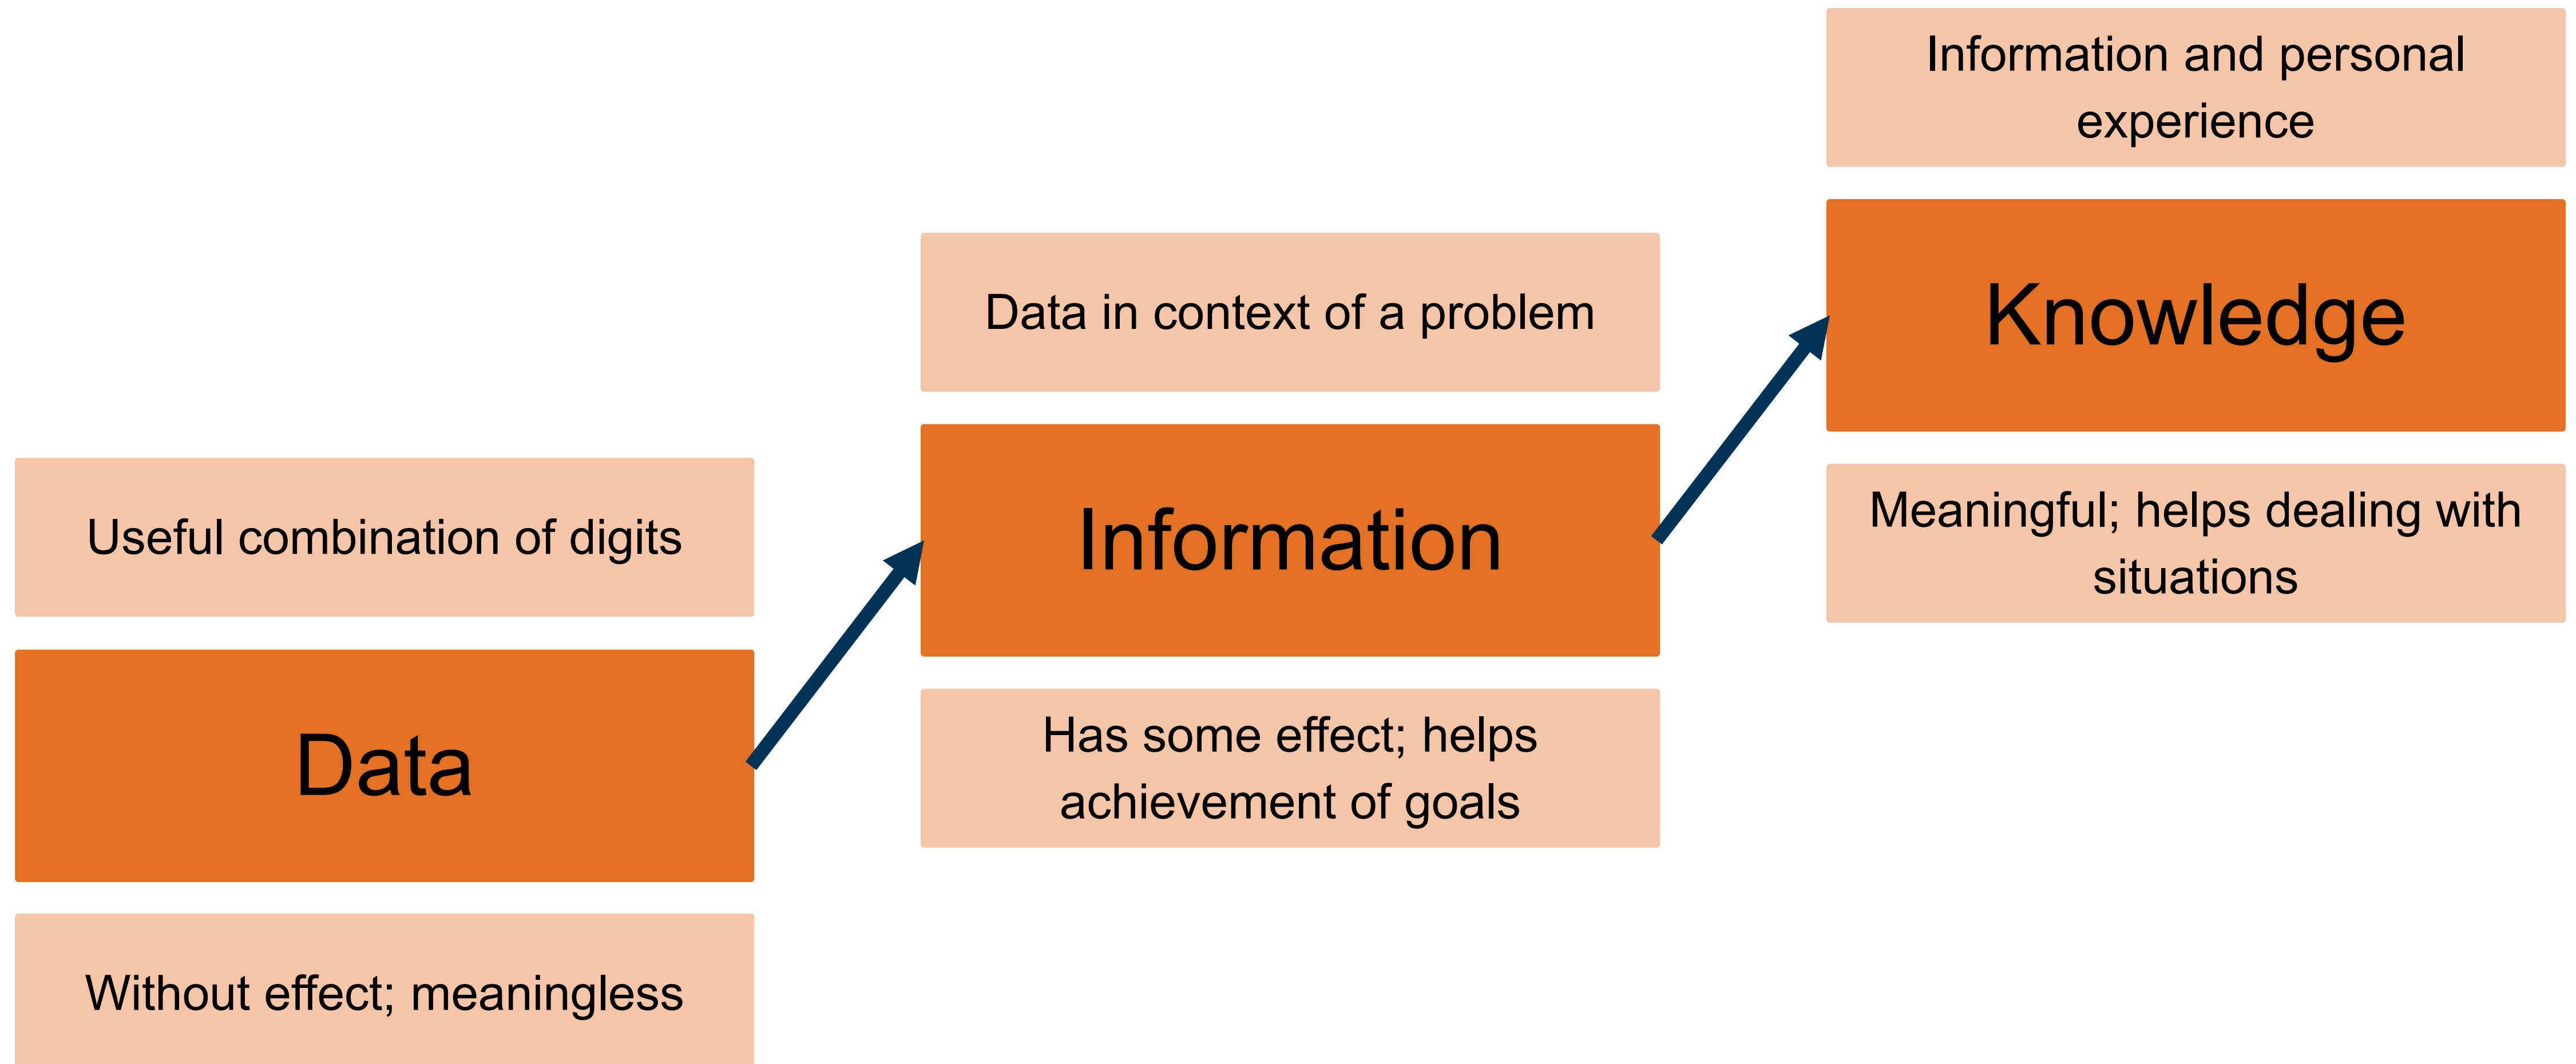 Useful combination of digits
Data
Without effect; meaningless
Data in context of a problem
Information
Has some effect; helps
achievement of goals
Information and personal
experience
Knowledge
Meaningful; helps dealing with
situations